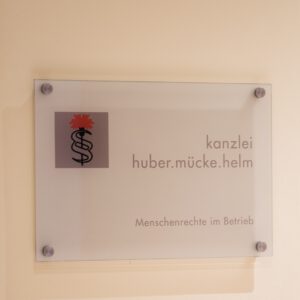 kanzlei
huber.mücke.helm
Menschenrechte im Betrieb